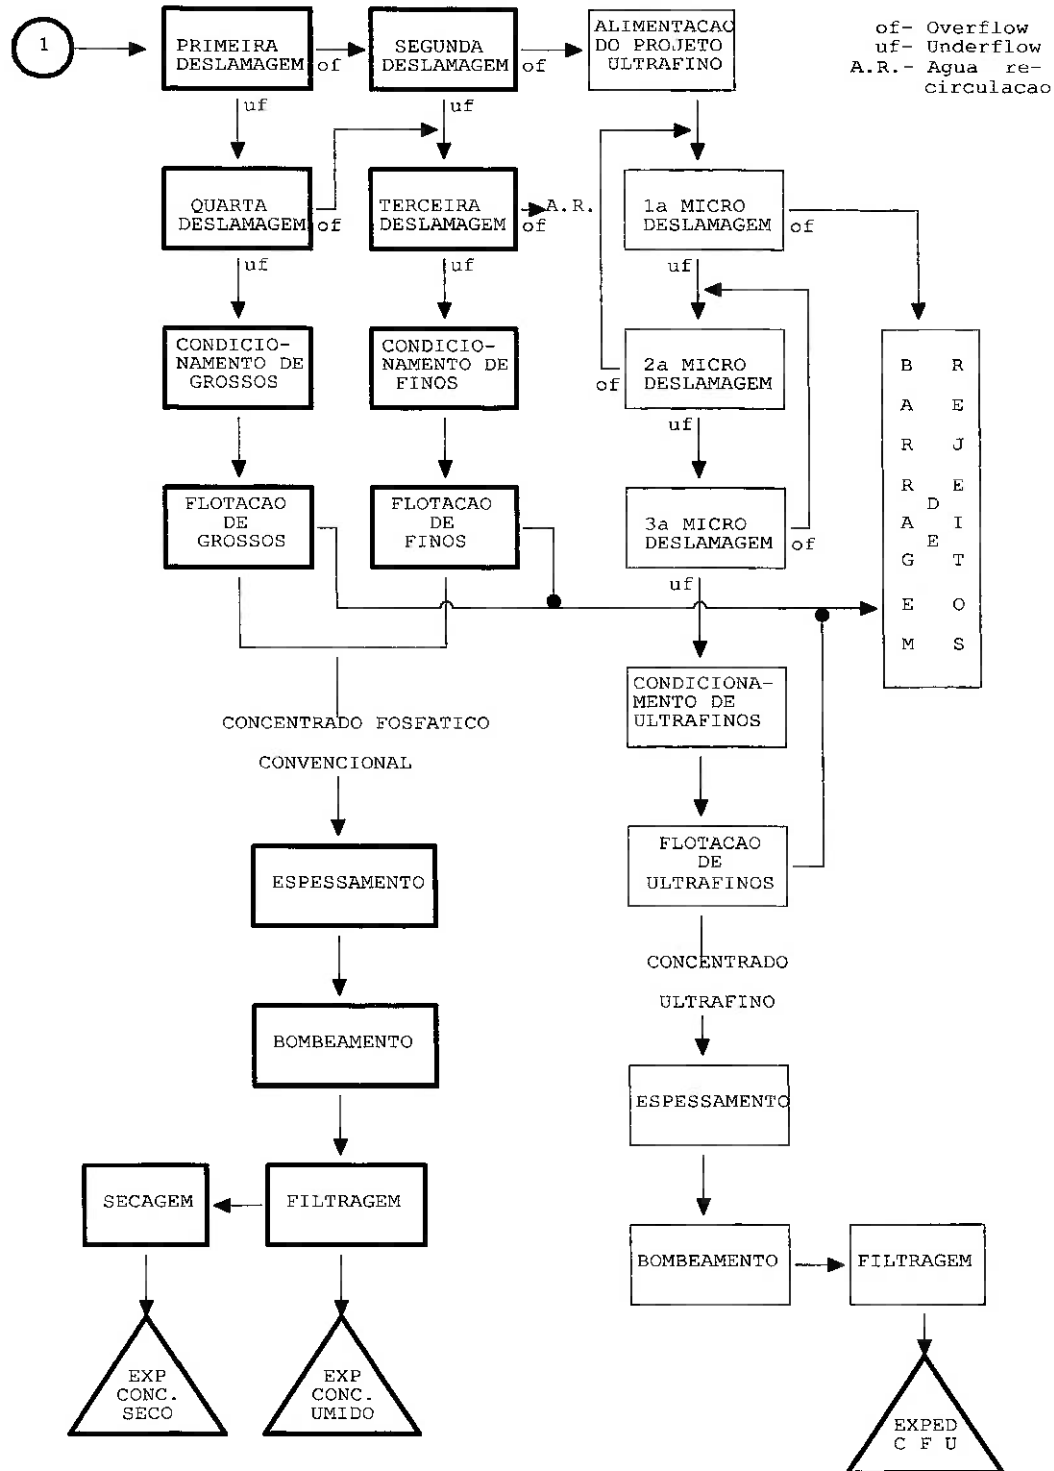 1
PRIMEIRA
DESLAMAGEM
of
SEGUNDA
DESLAMAGEM
of
ALIMENTACAO
DO PROJETO
ULTRAFINO
of- Overflow
uf- Underflow
A.R.- Agua re-
circulacao
uf
uf
QUARTA
DESLAMAGEM
of
TERCEIRA
DESLAMAGEM
of
A.R.
1a MICRO
DESLAMAGEM
of
uf
uf
uf
CONDICIO-
NAMENTO DE
GROSSOS
CONDICIO-
NAMENTO DE
FINOS
of
2a MICRO
DESLAMAGEM
uf
BARRAGEM
DE
REJEITOS
FLOTACAO
DE
GROSSOS
FLOTACAO
DE
FINOS
3a MICRO
DESLAMAGEM
of
uf
CONDICIONA-
MENTO DE
ULTRAFINOS
CONCENTRADO FOSFATICO
CONVENCIONAL
FLOTACAO
DE
ULTRAFINOS
ESPESSAMENTO
CONCENTRADO
ULTRAFINO
BOMBEAMENTO
ESPESSAMENTO
SECAGEM
FILTRAGEM
BOMBEAMENTO
FILTRAGEM
EXP
CONC.
SECO
EXP
CONC.
UMIDO
EXPED
C F U